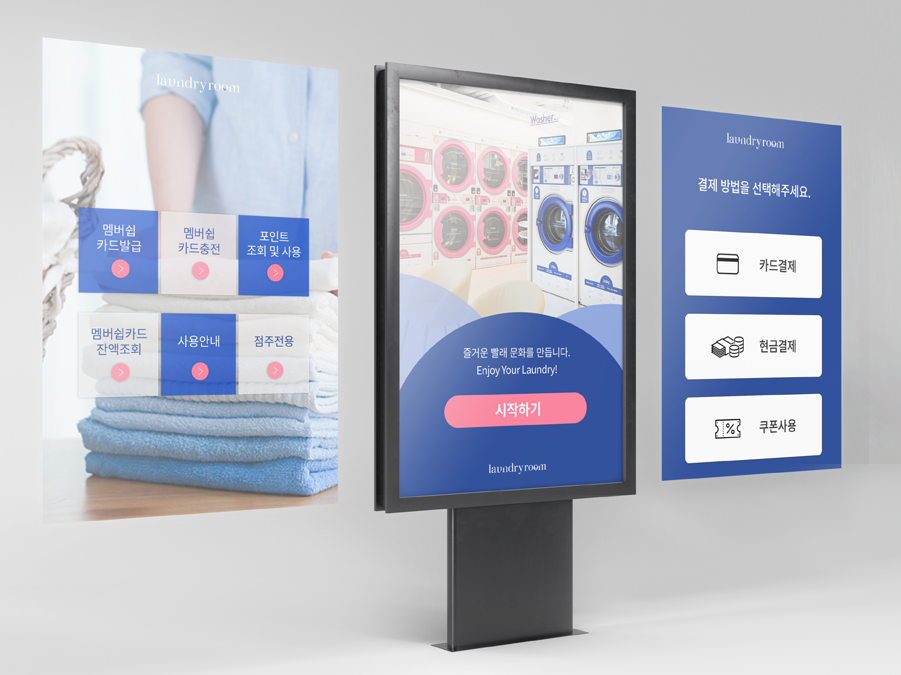 laundryroom
멤버쉽
카드발급
멤버쉽
카드충전
포인트
조회 및 사용
멤버쉽카드
잔액조회
사용안내
점주전용
Washer
즐거운 빨래 문화를 만듭니다.
Enjoy Your Laundry!
시작하기
laundryroom
laundryroom
결제 방법을 선택해주세요.
카드결제
현금결제
%
쿠폰사용